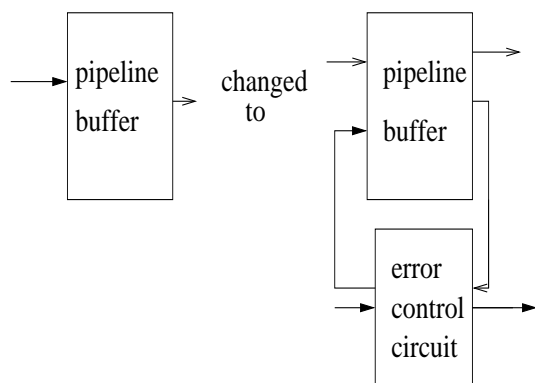 pipeline
buffer
changed
to
pipeline
buffer
error
control
circuit